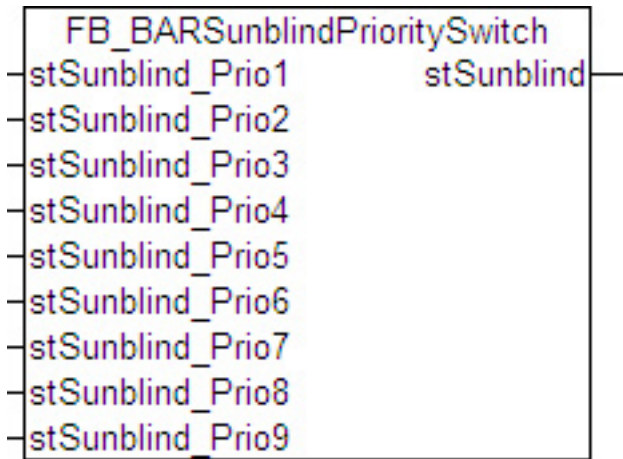 FB_BARSunblindPrioritySwitch
stSunblind_Prio1 stSunblind
stSunblind_Prio2
stSunblind_Prio3
stSunblind_Prio4
stSunblind_Prio5
stSunblind_Prio6
stSunblind_Prio7
stSunblind_Prio8
stSunblind_Prio9